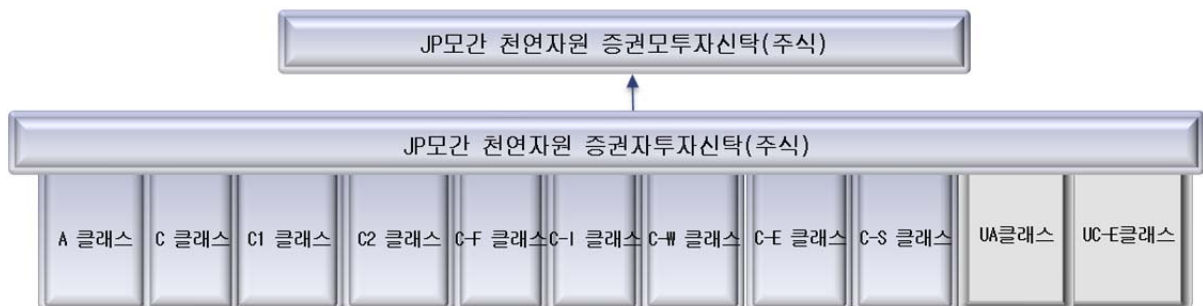 JP모간 천연자원 증권모투자신탁(주식)
JP모간 천연자원 증권자투자신탁(주식)
A 클래스 C 클래스 C1 클래스 C2 클래스 C-F 클래스 C-I 클래스 C-W 클래스 C-E 클래스 C-S 클래스 UA클래스 UC-E클래스